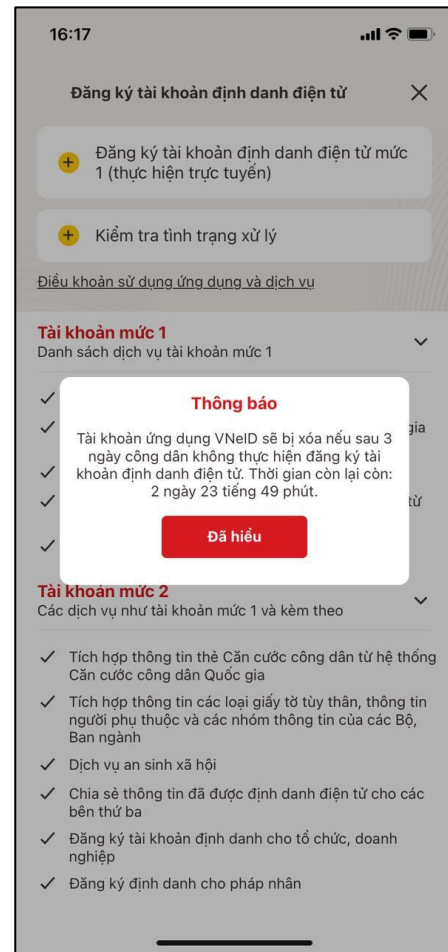 16:17
Đăng ký tài khoản định danh điện tử
Đăng ký tài khoản định danh điện tử mức
1 (thực hiện trực tuyến)
Kiểm tra tình trạng xử lý
Điều khoản sử dụng ứng dụng và dịch vụ
Tài khoản mức 1
Danh sách dịch vụ tài khoản mức 1
gia
từ
Thông báo
Tài khoản ứng dụng VNeID sẽ bị xóa nếu sau 3
ngày công dân không thực hiện đăng ký tài
khoản định danh điện tử. Thời gian còn lại còn:
2 ngày 23 tiếng 49 phút.
Đã hiểu
Tài khoản mức 2
Các dịch vụ như tài khoản mức 1 và kèm theo
Tích hợp thông tin thẻ Căn cước công dân từ hệ thống
Căn cước công dân Quốc gia
Tích hợp thông tin các loại giấy tờ tùy thân, thông tin
người phụ thuộc và các nhóm thông tin của các Bộ,
Ban ngành
Dịch vụ an sinh xã hội
Chia sẻ thông tin đã được định danh điện tử cho các
bên thứ ba
Đăng ký tài khoản định danh cho tổ chức, doanh
nghiệp
Đăng ký định danh cho pháp nhân